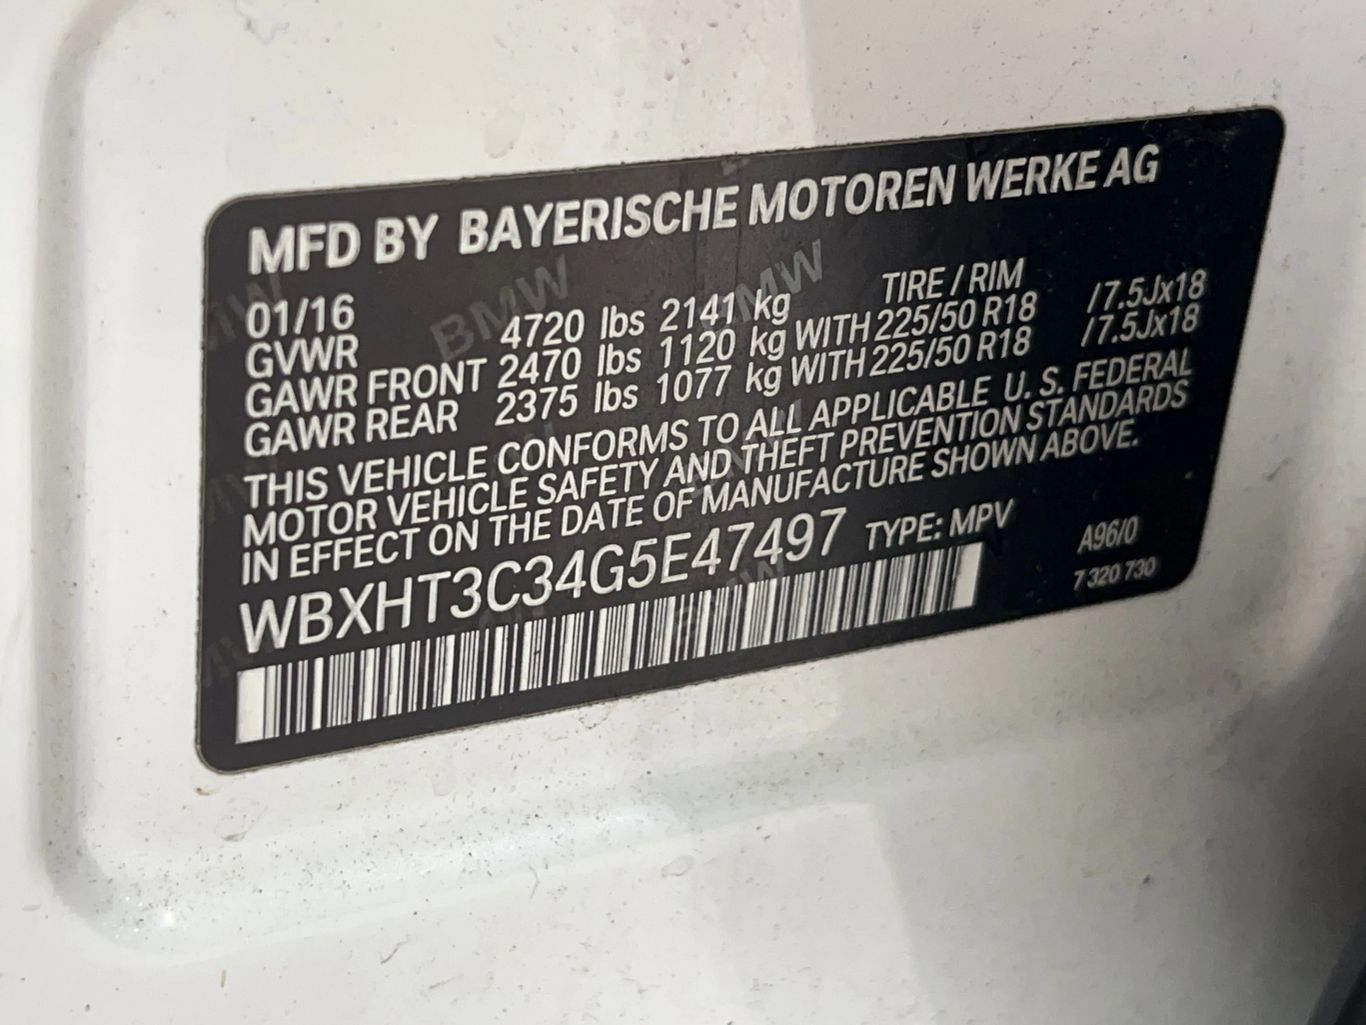 MFD BY BAYERISCHE MOTOREN WERKE AG
01/16 TIRE / RIM
GVWR 4720 lbs 2141 kg
GAWR FRONT 2470 lbs 1120 kg WITH 225/50 R18 /7.5Jx18
GAWR REAR 2375 lbs 1077 kg WITH 225/50 R18 /7.5Jx18
THIS VEHICLE CONFORMS TO ALL APPLICABLE U. S. FEDERAL
MOTOR VEHICLE SAFETY AND THEFT PREVENTION STANDARDS
IN EFFECT ON THE DATE OF MANUFACTURE SHOWN ABOVE.
WBXHT3C34G5E47497 TYPE: MPV A96/0
7 320 730
BMW
BMW
BMW